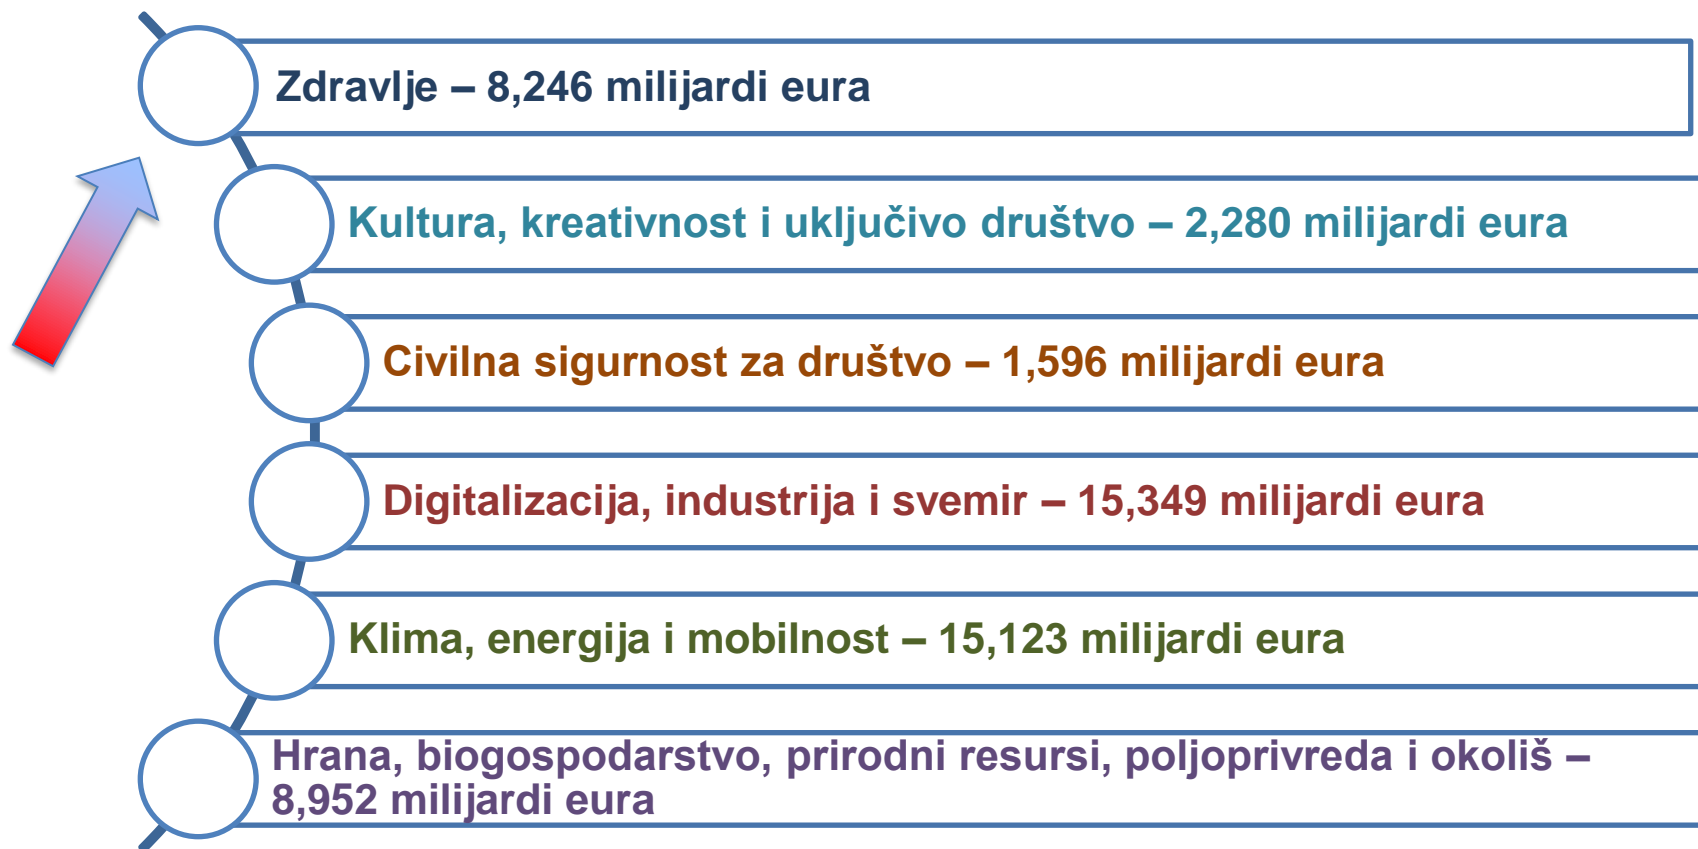 Zdravlje – 8,246 milijardi eura
Kultura, kreativnost i uključivo društvo – 2,280 milijardi eura
Civilna sigurnost za društvo – 1,596 milijardi eura
Digitalizacija, industrija i svemir – 15,349 milijardi eura
Klima, energija i mobilnost – 15,123 milijardi eura
Hrana, biogospodarstvo, prirodni resursi, poljoprivreda i okoliš –
8,952 milijardi eura